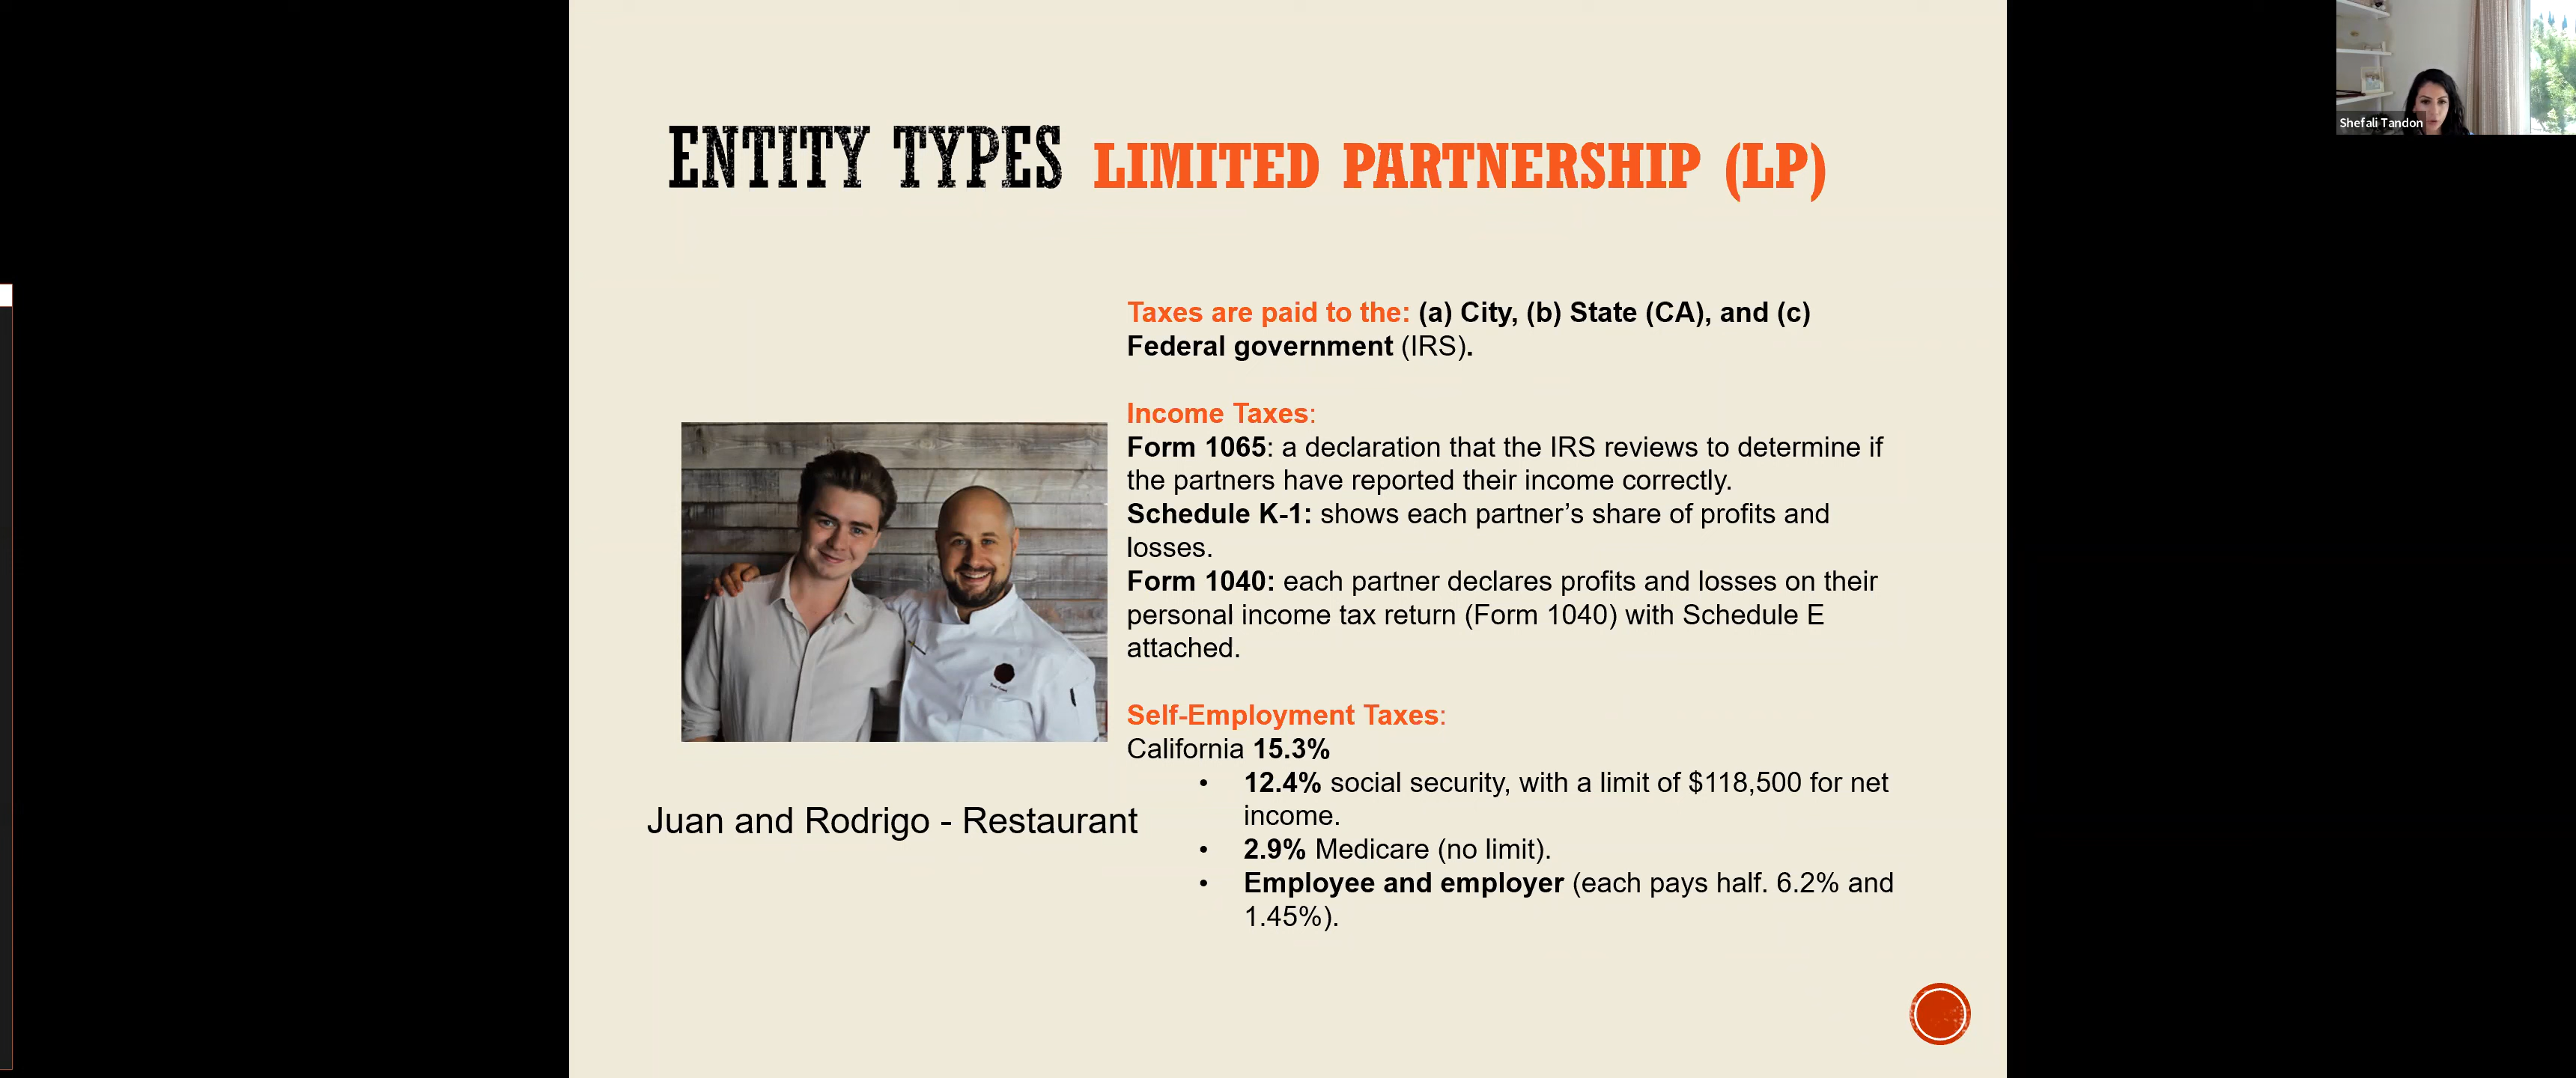 ENTITY TYPES LIMITED PARTNERSHIP (LP)
Shefali Tandon
Taxes are paid to the: (a) City, (b) State (CA), and (c)
Federal government (IRS).
Income Taxes:
Form 1065: a declaration that the IRS reviews to determine if
the partners have reported their income correctly.
Schedule K-1: shows each partner’s share of profits and
losses.
Form 1040: each partner declares profits and losses on their
personal income tax return (Form 1040) with Schedule E
attached.
Self-Employment Taxes:
California 15.3%
• 12.4% social security, with a limit of $118,500 for net
income.
• 2.9% Medicare (no limit).
• Employee and employer (each pays half. 6.2% and
1.45%).
Juan and Rodrigo - Restaurant